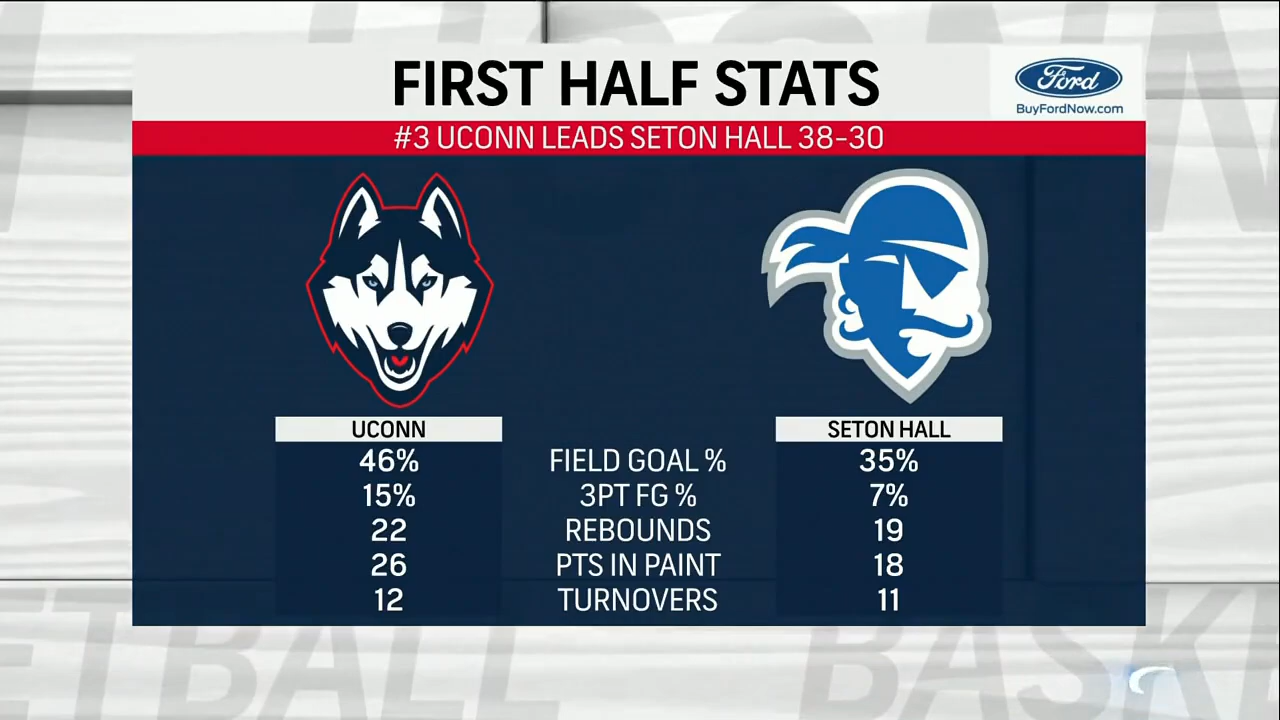 FIRST HALF STATS
Ford
BuyFordNow.com
#3 UCONN LEADS SETON HALL 38-30
UCONN SETON HALL
46% FIELD GOAL % 35%
15% 3PT FG % 7%
22 REBOUNDS 19
26 PTS IN PAINT 18
12 TURNOVERS 11